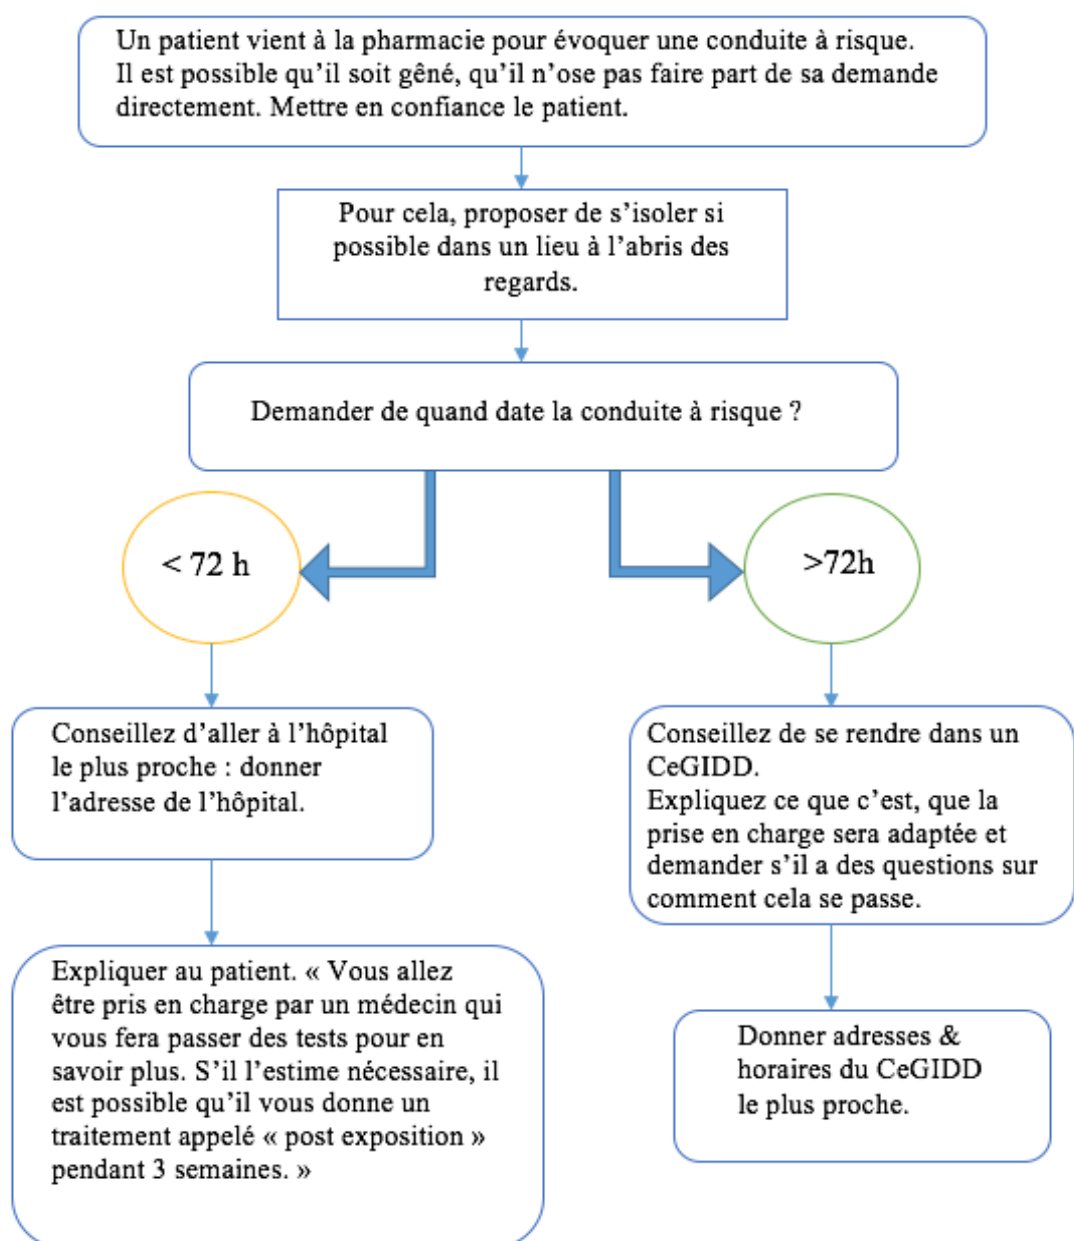 Un patient vient à la pharmacie pour évoquer une conduite à risque.
Il est possible qu’il soit gêné, qu’il n’ose pas faire part de sa demande
directement. Mettre en confiance le patient.
Pour cela, proposer de s’isoler si
possible dans un lieu à l’abris des
regards.
Demander de quand date la conduite à risque ?
< 72 h
>72h
Conseillez d’aller à l’hôpital
le plus proche : donner
l’adresse de l’hôpital.
Conseillez de se rendre dans un
CeGIDD.
Expliquez ce que c’est, que la
prise en charge sera adaptée et
demander s’il a des questions sur
comment cela se passe.
Expliquer au patient. « Vous allez
être pris en charge par un médecin qui
vous fera passer des tests pour en
savoir plus. S’il l’estime nécessaire, il
est possible qu’il vous donne un
traitement appelé « post exposition »
pendant 3 semaines. »
Donner adresses &
horaires du CeGIDD
le plus proche.